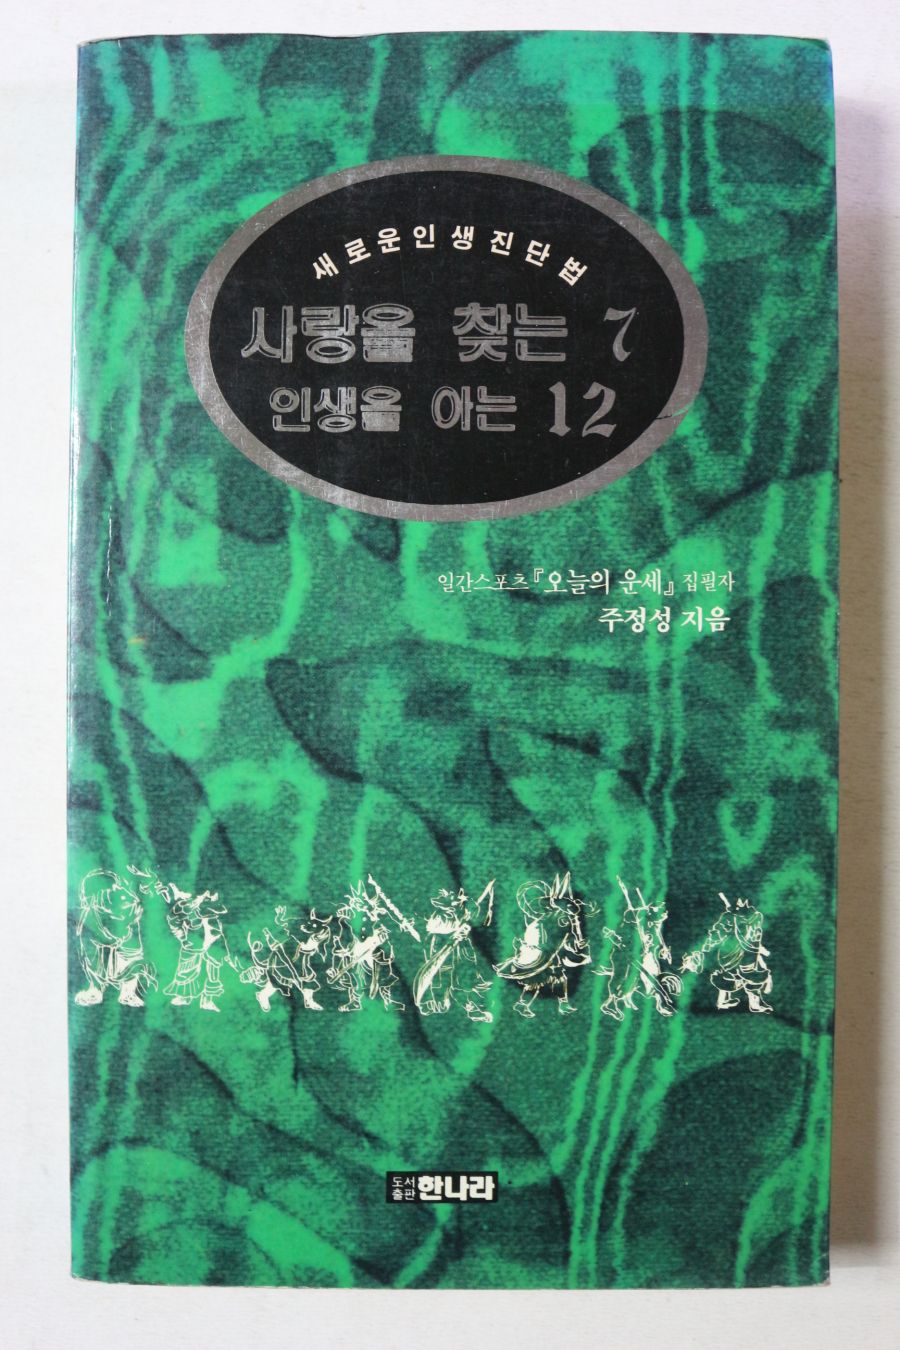 새로운인생진단법
사랑을 찾는 7
인생을 아는 12
일간스포츠『오늘의 운세』집필자
주정성 지음
도서출판 한나라